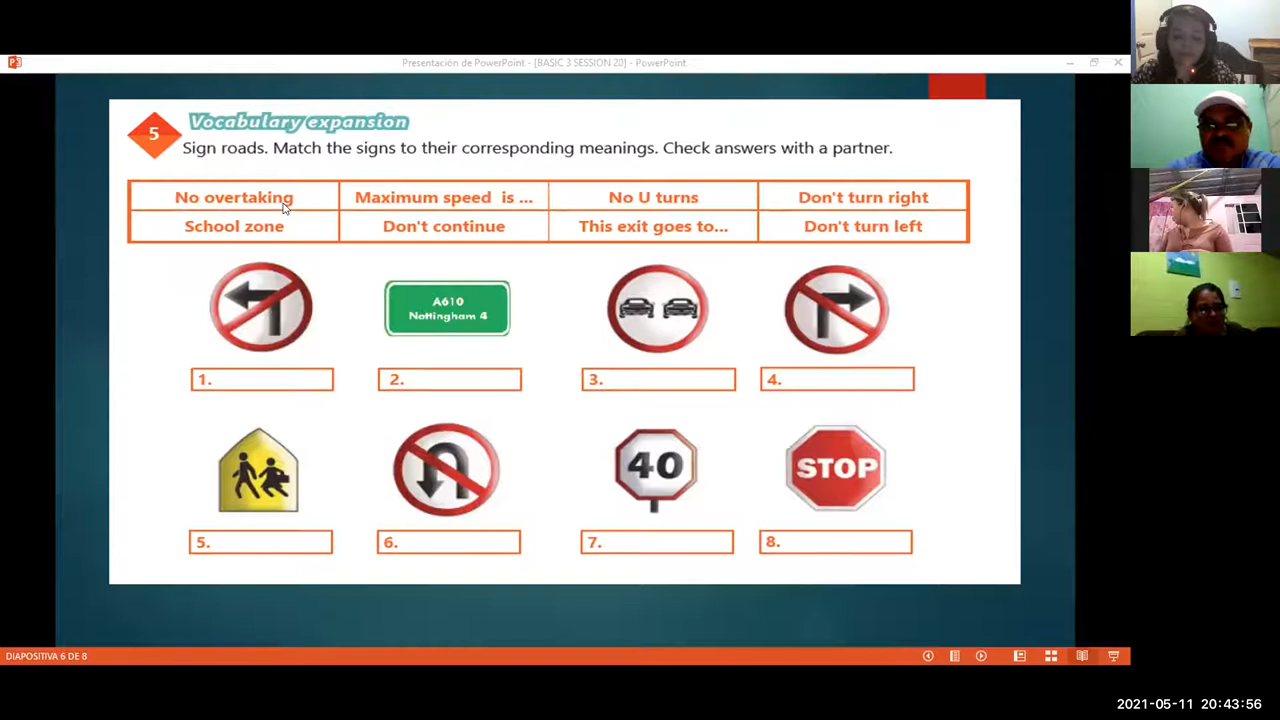 Presentación de PowerPoint - [BASIC 3 SESSION 20] - PowerPoint
5
Vocabulary expansion
Sign roads. Match the signs to their corresponding meanings. Check answers with a partner.
No overtaking
Maximum speed is ...
No U turns
Don't turn right
School zone
Don't continue
This exit goes to...
Don't turn left
A610
Nottingham 4
1.
2.
3.
4.
40
STOP
5.
6.
7.
8.
DIAPOSITIVA 6 DE 8
2021-05-11 20:43:56